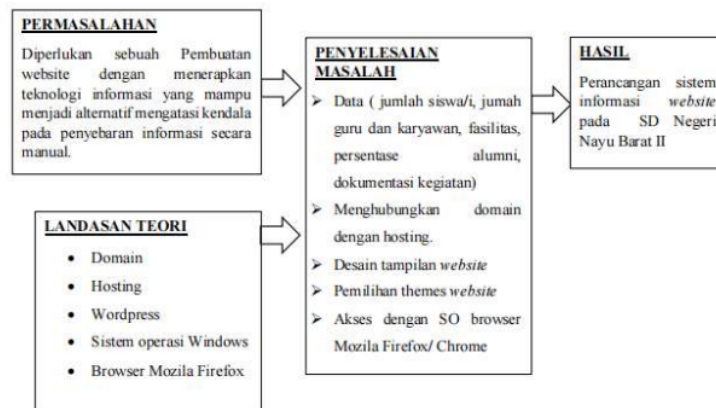 PERMASALAHAN
Diperlukan sebuah Pembuatan
website dengan menerapkan
teknologi informasi yang mampu
menjadi alternatif mengatasi kendala
pada penyebaran informasi secara
manual.
LANDASAN TEORI
• Domain
• Hosting
• Wordpress
• Sistem operasi Windows
• Browser Mozila Firefox
PENYELESAIAN
MASALAH
➢ Data ( jumlah siswa/i, jumah
guru dan karyawan, fasilitas,
persentase alumni,
dokumentasi kegiatan)
➢ Menghubungkan domain
dengan hosting.
➢ Desain tampilan website
➢ Pemilihan themes website
➢ Akses dengan SO browser
Mozila Firefox/ Chrome
HASIL
Perancangan sistem
informasi website
pada SD Negeri
Nayu Barat II